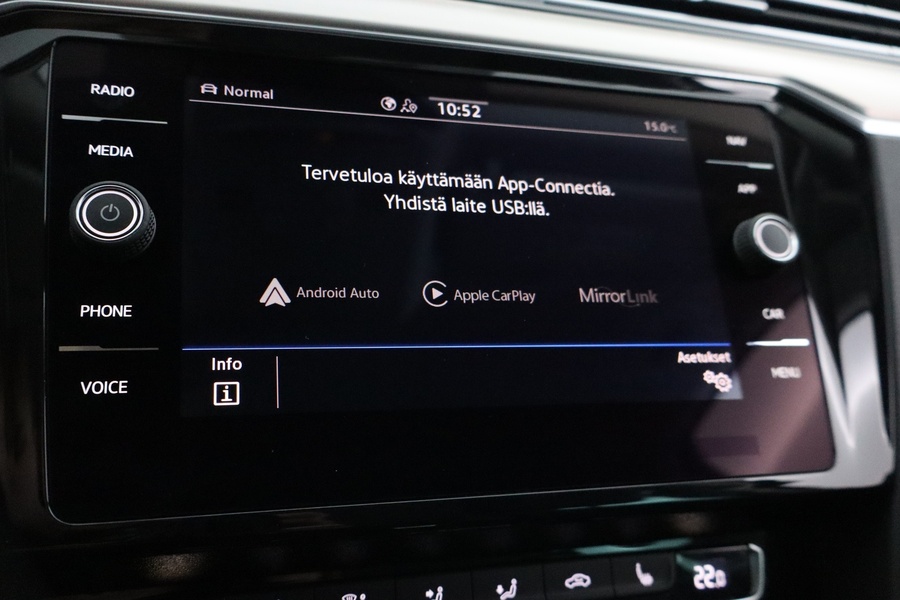 RADIO
MEDIA
PHONE
VOICE
Normal
10:52
15.0°C
Tervetuloa käyttämään App-Connectia.
Yhdistä laite USB:llä.
Android Auto
Apple CarPlay
MirrorLink
Info
i
Asetukset
NAV
APP
CAR
MENU
22.0